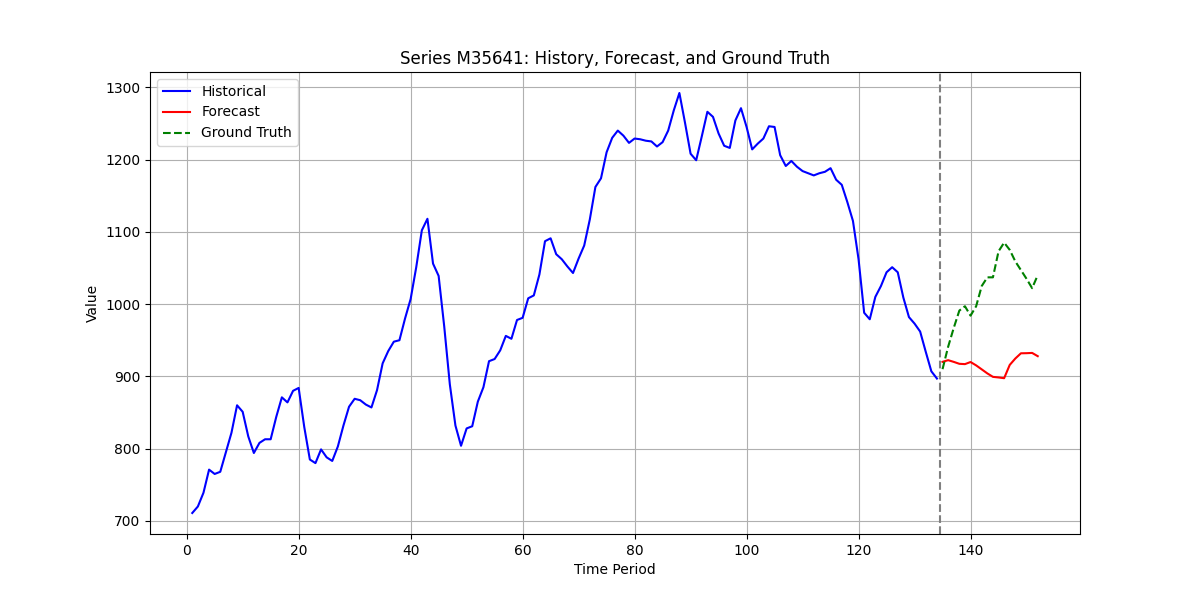 Series M35641: History, Forecast, and Ground Truth
Historical
Forecast
Ground Truth
1300
1200
1100
1000
900
800
700
Value
0 20 40 60 80 100 120 140
Time Period